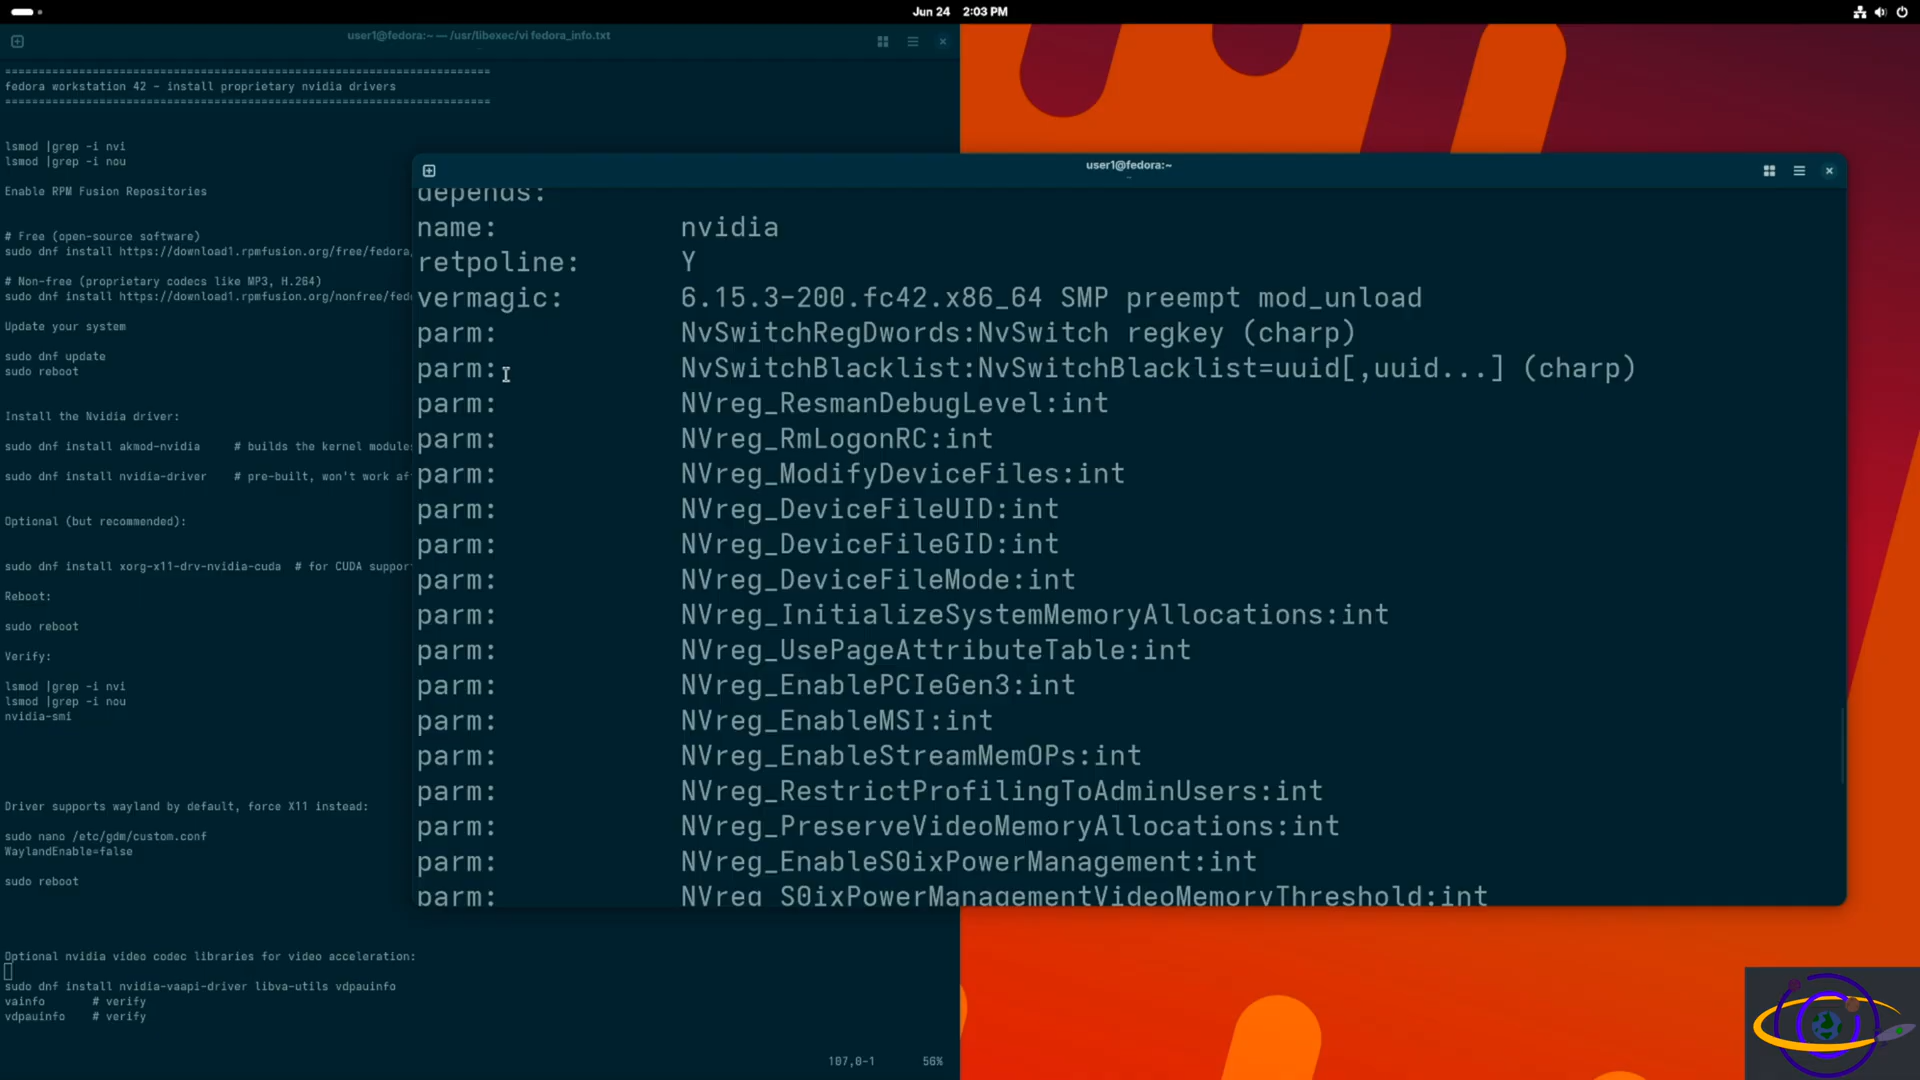 Jun 24 2:03 PM
user1@fedora:~ — /usr/libexec/vi fedora_info.txt
======================================================================
fedora workstation 42 - install proprietary nvidia drivers
======================================================================
lsmod |grep -i nvi
lsmod |grep -i nou
Enable RPM Fusion Repositories
# Free (open-source software)
sudo dnf install https://download1.rpmfusion.org/free/fedora/
# Non-free (proprietary codecs like MP3, H.264)
sudo dnf install https://download1.rpmfusion.org/nonfree/fed
Update your system
sudo dnf update
sudo reboot
Install the Nvidia driver:
sudo dnf install akmod-nvidia # builds the kernel modules
sudo dnf install nvidia-driver # pre-built, won't work af
Optional (but recommended):
sudo dnf install xorg-x11-drv-nvidia-cuda # for CUDA suppor
Reboot:
sudo reboot
Verify:
lsmod |grep -i nvi
lsmod |grep -i nou
nvidia-smi
Driver supports wayland by default, force X11 instead:
sudo nano /etc/gdm/custom.conf
WaylandEnable=false
sudo reboot
Optional nvidia video codec libraries for video acceleration:
sudo dnf install nvidia-vaapi-driver libva-utils vdpauinfo
vainfo # verify
vdpauinfo # verify
107,0-1 56%
user1@fedora:~
depends:
name: nvidia
retpoline: Y
vermagic: 6.15.3-200.fc42.x86_64 SMP preempt mod_unload
parm: NvSwitchRegDwords:NvSwitch regkey (charp)
parm: NvSwitchBlacklist:NvSwitchBlacklist=uuid[,uuid...] (charp)
parm: NVreg_ResmanDebugLevel:int
parm: NVreg_RmLogonRC:int
parm: NVreg_ModifyDeviceFiles:int
parm: NVreg_DeviceFileUID:int
parm: NVreg_DeviceFileGID:int
parm: NVreg_DeviceFileMode:int
parm: NVreg_InitializeSystemMemoryAllocations:int
parm: NVreg_UsePageAttributeTable:int
parm: NVreg_EnablePCIeGen3:int
parm: NVreg_EnableMSI:int
parm: NVreg_EnableStreamMemOPs:int
parm: NVreg_RestrictProfilingToAdminUsers:int
parm: NVreg_PreserveVideoMemoryAllocations:int
parm: NVreg_EnableS0ixPowerManagement:int
parm: NVreg_S0ixPowerManagementVideoMemoryThreshold:int